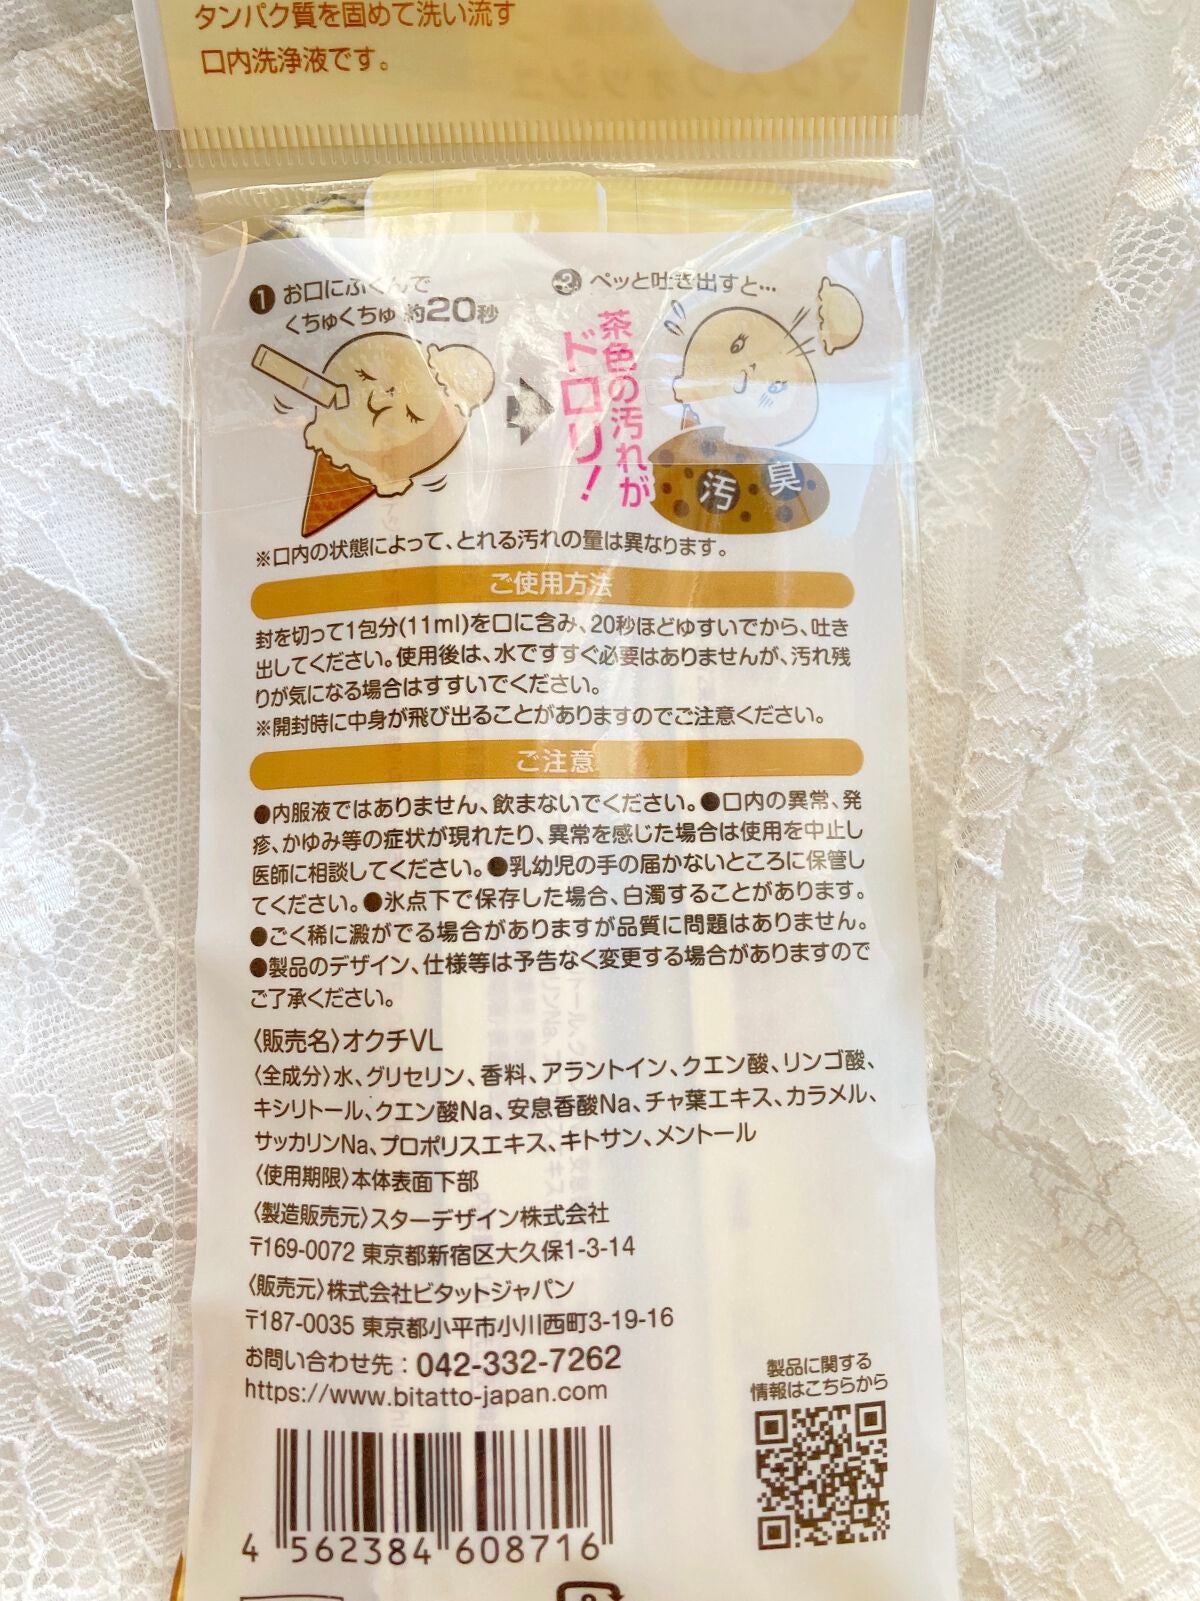 タンパク質を固めて洗い流す
口内洗浄液です。
❶ お口にふくんで
くちゅくちゅ 約20秒
❷ ペッと吐き出すと…
茶色の汚れが
ドロリ!
汚 臭
※口内の状態によって、とれる汚れの量は異なります。
ご使用方法
封を切って1包分(11ml)を口に含み、20秒ほどゆすいでから、吐き
出してください。使用後は、水ですすぐ必要はありませんが、汚れ残
りが気になる場合はすすいでください。
※開封時に中身が飛び出ることがありますのでご注意ください。
ご注意
●内服液ではありません、飲まないでください。●口内の異常、発
疹、かゆみ等の症状が現れたり、異常を感じた場合は使用を中止し
医師に相談してください。●乳幼児の手の届かないところに保管し
てください。●氷点下で保存した場合、白濁することがあります。
●ごく稀に澱がでる場合がありますが品質に問題はありません。
●製品のデザイン、仕様等は予告なく変更する場合がありますので
ご了承ください。
〈販売名〉オクチVL
〈全成分〉水、グリセリン、香料、アラントイン、クエン酸、リンゴ酸、
キシリトール、クエン酸Na、安息香酸Na、チャ葉エキス、カラメル、
サッカリンNa、プロポリスエキス、キトサン、メントール
〈使用期限〉本体表面下部
〈製造販売元〉スターデザイン株式会社
〒169-0072 東京都新宿区大久保1-3-14
〈販売元〉株式会社ビタットジャパン
〒187-0035 東京都小平市小川西町3-19-16
お問い合わせ先：042-332-7262
https://www.bitatto-japan.com
製品に関する
情報はこちらから
4 562384 608716